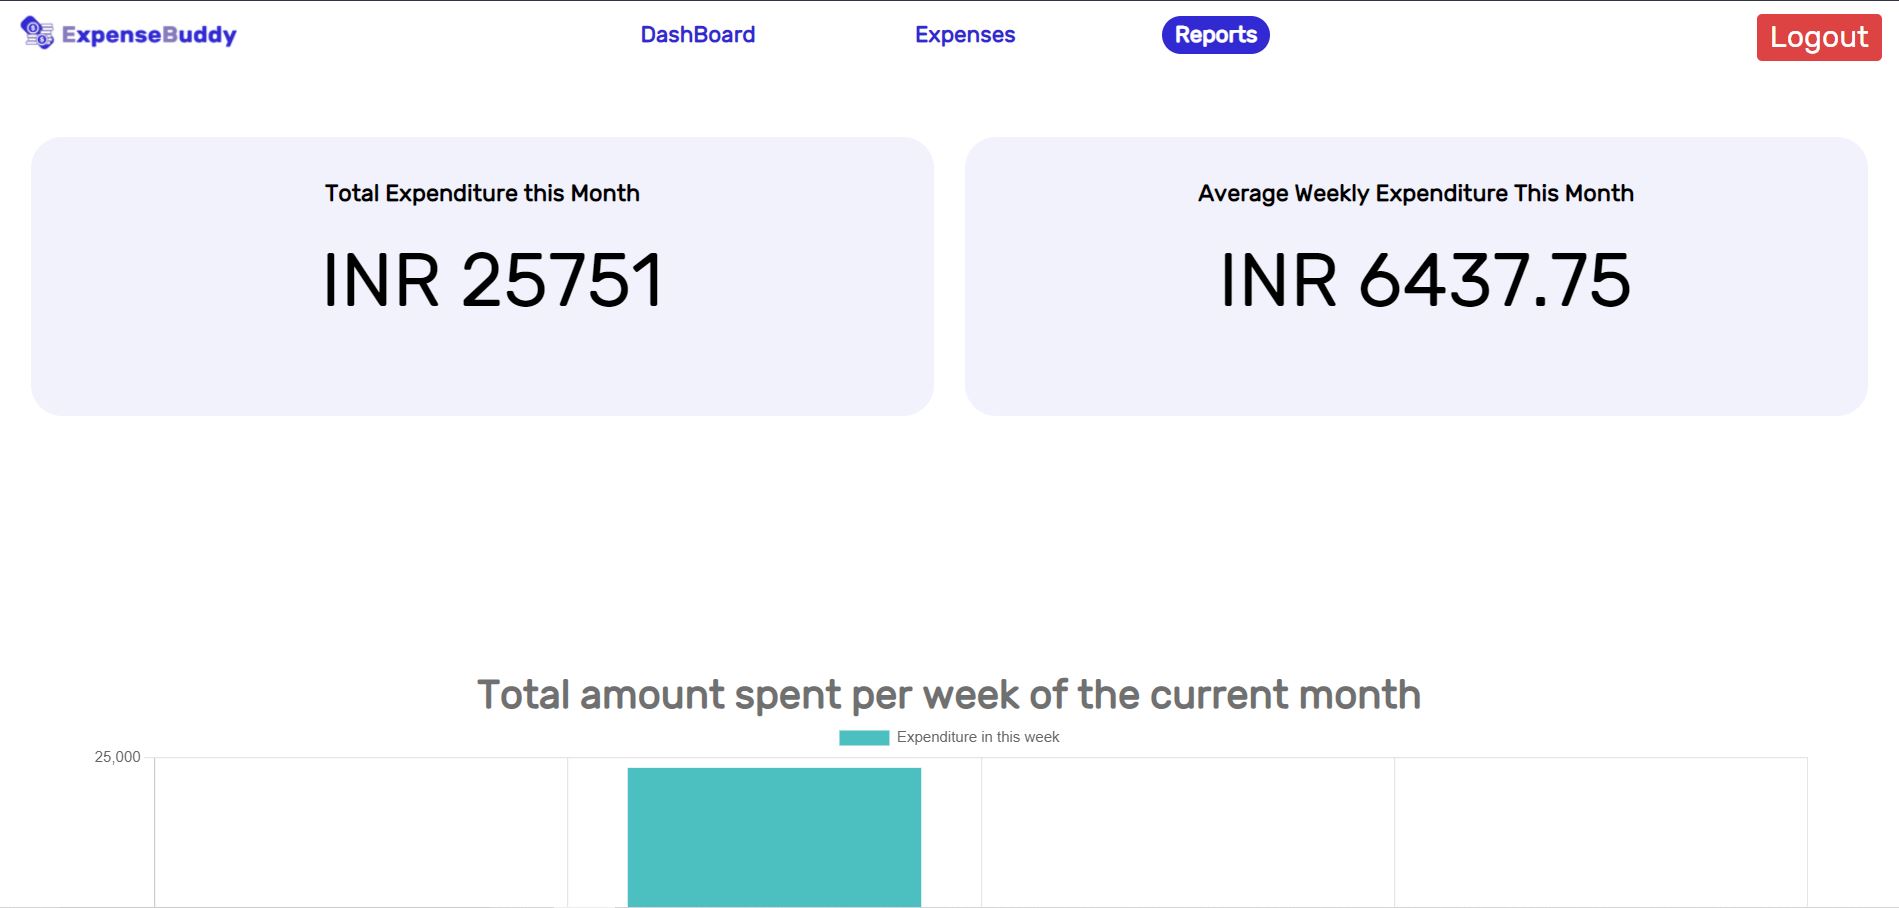 ExpenseBuddy
DashBoard
Expenses
Reports
Logout
Total Expenditure this Month
INR 25751
Average Weekly Expenditure This Month
INR 6437.75
Total amount spent per week of the current month
Expenditure in this week
25,000